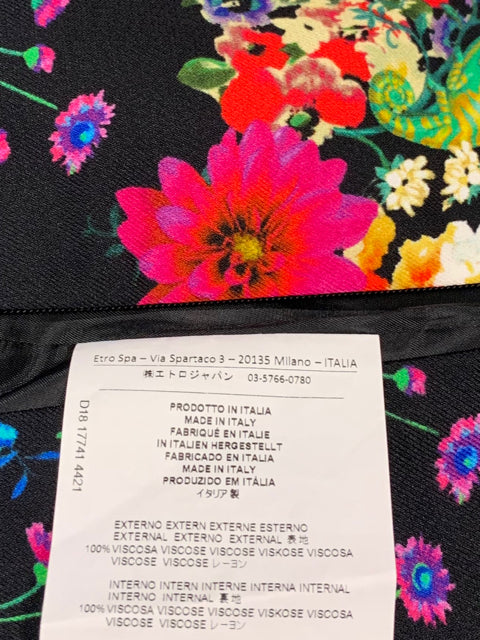 Etro Spa – Via Spartaco 3 – 20135 Milano – ITALIA
㈱エトロジャパン 03-5766-0780
D18 17741 4421
PRODOTTO IN ITALIA
MADE IN ITALY
FABRIQUÉ EN ITALIE
IN ITALIEN HERGESTELLT
FABRICADO EN ITALIA
MADE IN ITALY
PRODUZIDO EM ITÁLIA
イタリア製
EXTERNO EXTERN EXTERNE ESTERNO
EXTERNAL EXTERNO EXTERNAL 表地
100% VISCOSA VISCOSE VISCOSE VISKOSE VISCOSA
VISCOSE VISCOSE VISCOSE レーヨン
INTERNO INTERN INTERNE INTERNA INTERNAL
INTERNO INTERNAL 裏地
100% VISCOSA VISCOSE VISCOSE VISKOSE VISCOSA
VISCOSE VISCOSE VISCOSE レーヨン